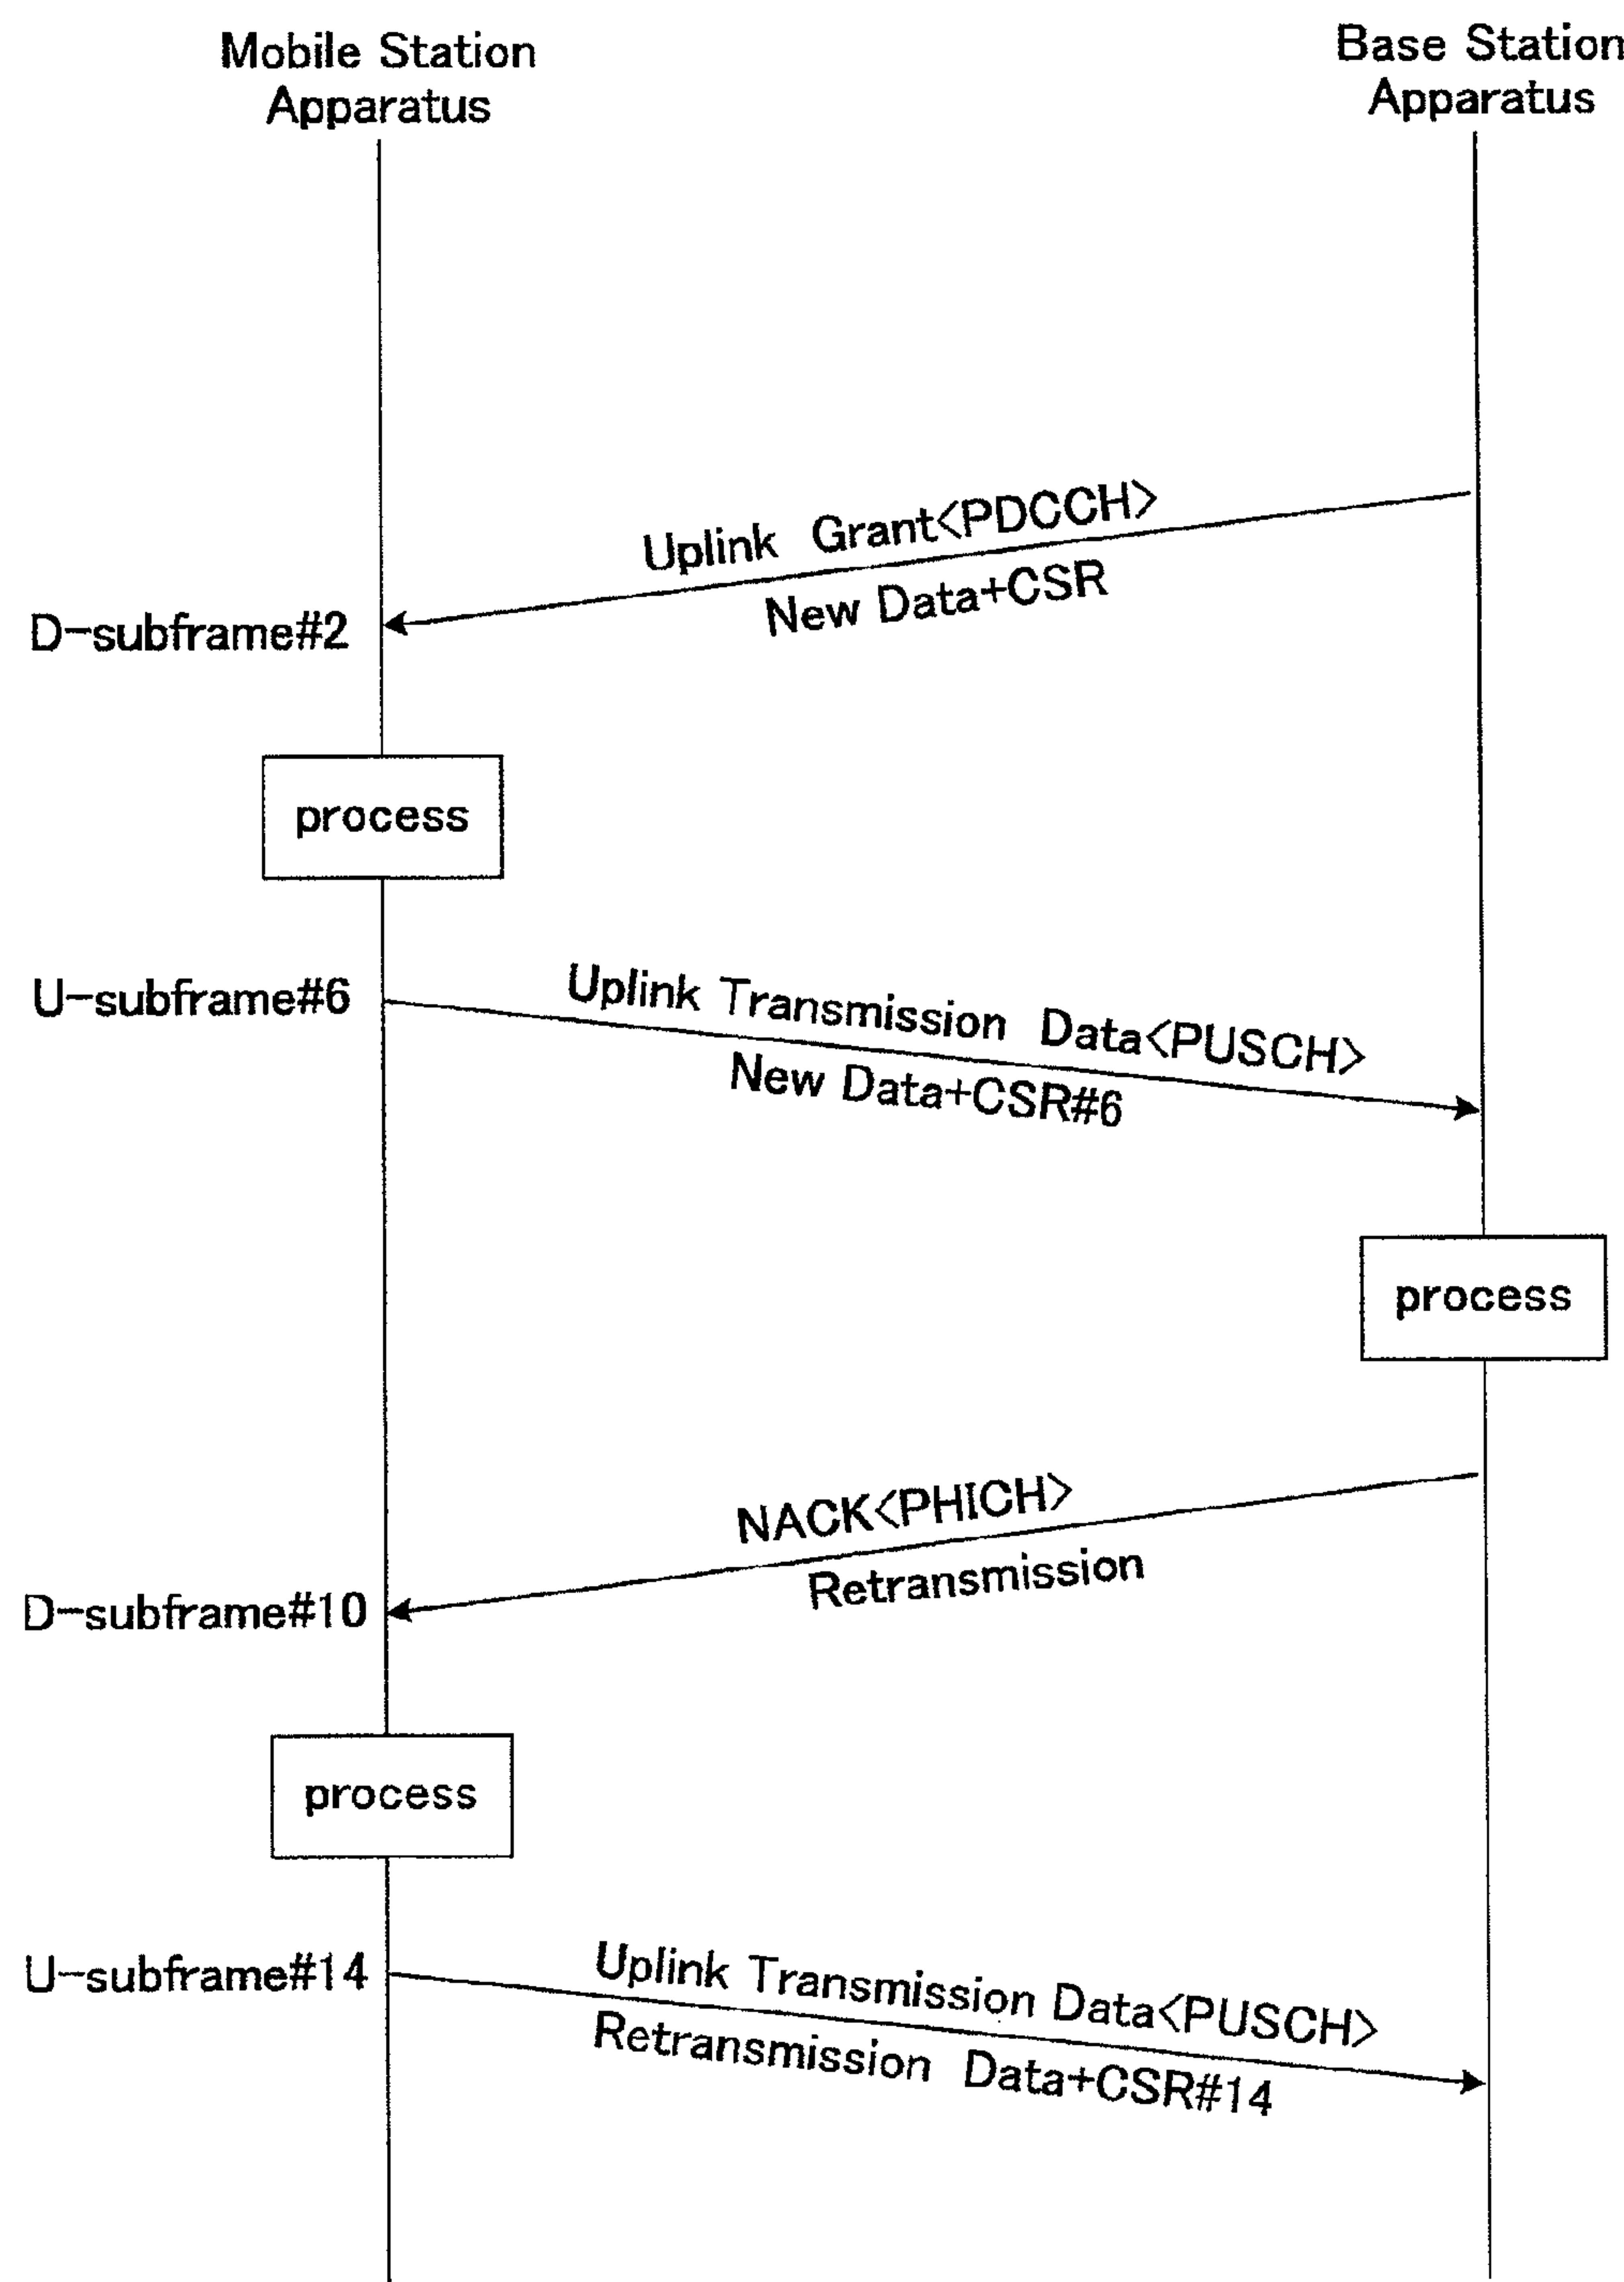 Mobile Station
Apparatus
Base Station
Apparatus
Uplink Grant<PDCCH>
New Data+CSR
D-subframe#2
process
U-subframe#6
Uplink Transmission Data<PUSCH>
New Data+CSR#6
process
NACK<PHICH>
Retransmission
D-subframe#10
process
U-subframe#14
Uplink Transmission Data<PUSCH>
Retransmission Data+CSR#14